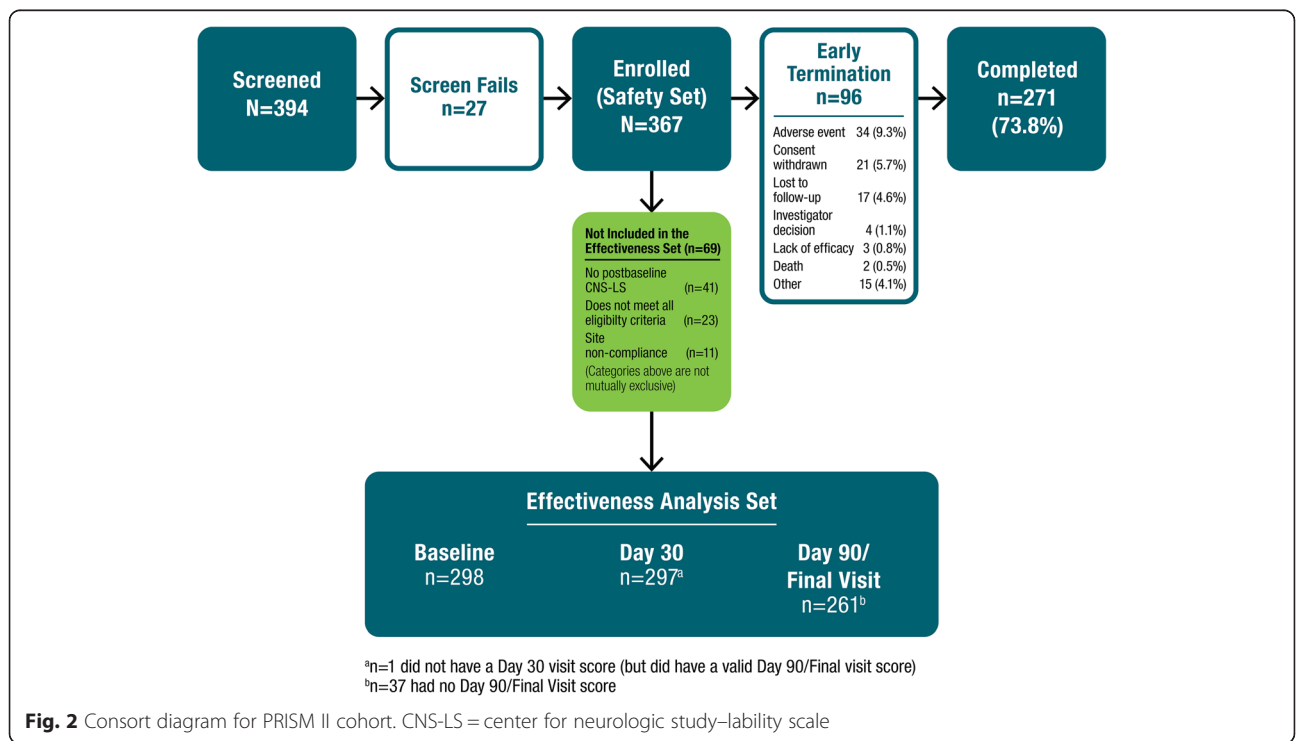 Screened
N=394
Screen Fails
n=27
Enrolled
(Safety Set)
N=367
Early
Termination
n=96
Adverse event 34 (9.3%)
Consent
withdrawn 21 (5.7%)
Lost to
follow-up 17 (4.6%)
Investigator
decision 4 (1.1%)
Lack of efficacy 3 (0.8%)
Death 2 (0.5%)
Other 15 (4.1%)
Completed
n=271
(73.8%)
Not Included in the
Effectiveness Set (n=69)
No postbaseline
CNS-LS (n=41)
Does not meet all
eligibilty criteria (n=23)
Site
non-compliance (n=11)
(Categories above are not
mutually exclusive)
Effectiveness Analysis Set
Baseline
n=298
Day 30
n=297ᵃ
Day 90/
Final Visit
n=261ᵇ
ᵃn=1 did not have a Day 30 visit score (but did have a valid Day 90/Final visit score)
ᵇn=37 had no Day 90/Final Visit score
Fig. 2 Consort diagram for PRISM II cohort. CNS-LS = center for neurologic study–lability scale